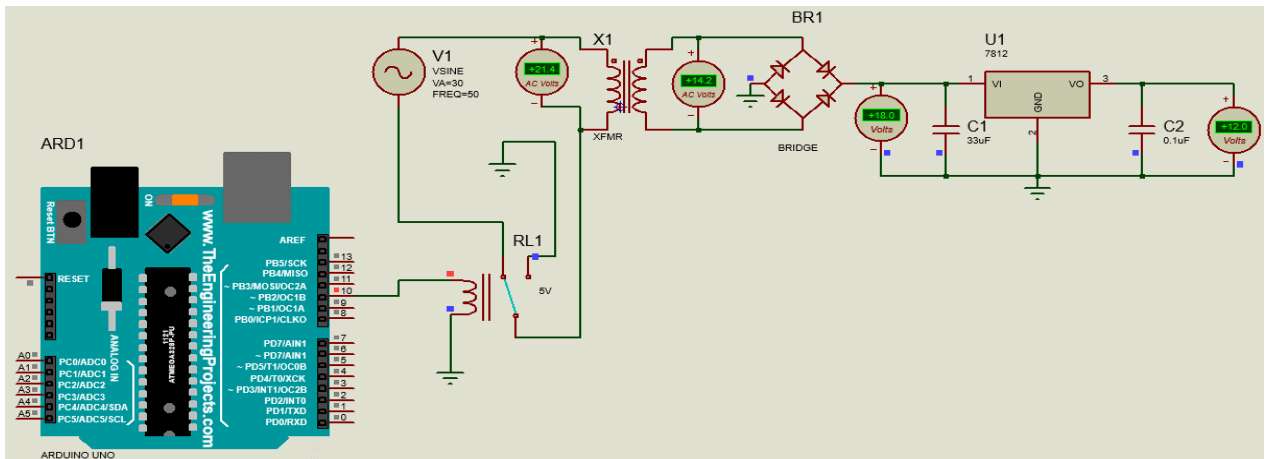 BR1
X1
U1
7812
V1
VSINE
VA=30
FREQ=50
+21.4
AC Volts
+14.2
AC Volts
XFMR
BRIDGE
+18.0
Volts
C1
33uF
1
VI
GND
2
VO
3
C2
0.1uF
+12.0
Volts
RL1
5V
ARD1
Reset BTN
ON
www.TheEngineeringProjects.com
AREF
RESET
PB5/SCK 13
PB4/MISO 12
~ PB3/MOSI/OC2A 11
~ PB2/OC1B 10
~ PB1/OC1A 9
PB0/ICP1/CLKO 8
ANALOG IN
1121
ATMEGA328P-PU
PD7/AIN1 7
~ PD7/AIN1 6
~ PD5/T1/OC0B 5
PD4/T0/XCK 4
~ PD3/INT1/OC2B 3
PD2/INT0 2
PD1/TXD 1
PD0/RXD 0
A0 PC0/ADC0
A1 PC1/ADC1
A2 PC2/ADC2
A3 PC3/ADC3
A4 PC4/ADC4/SDA
A5 PC5/ADC5/SCL
ARDUINO UNO